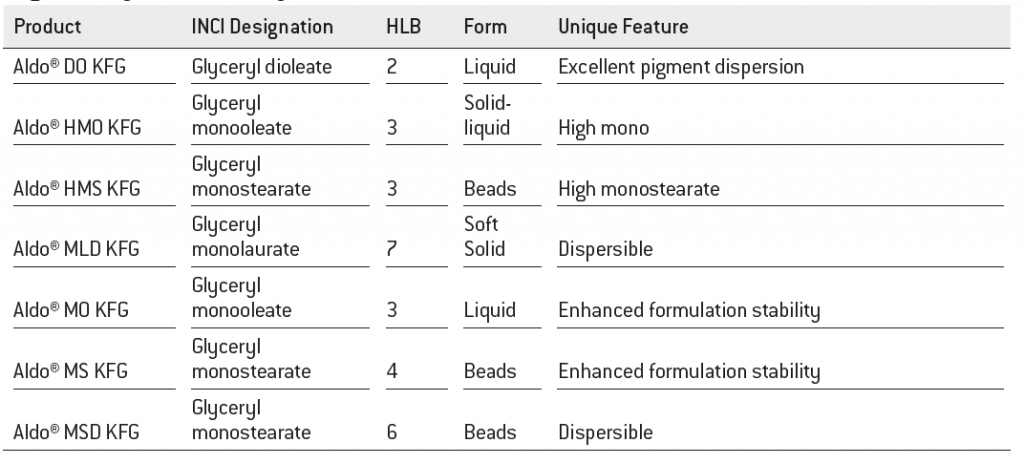 Product INCI Designation HLB Form Unique Feature
Aldo® DO KFG Glyceryl dioleate 2 Liquid Excellent pigment dispersion
Glyceryl Solid-
Aldo® HMO KFG monooleate 3 liquid High mono
Glyceryl
Aldo® HMS KFG monostearate 3 Beads High monostearate
Glyceryl Soft
Aldo® MLD KFG monolaurate 7 Solid Dispersible
Glyceryl
Aldo® MO KFG monooleate 3 Liquid Enhanced formulation stability
Glyceryl
Aldo® MS KFG monostearate 4 Beads Enhanced formulation stability
Glyceryl
Aldo® MSD KFG monostearate 6 Beads Dispersible